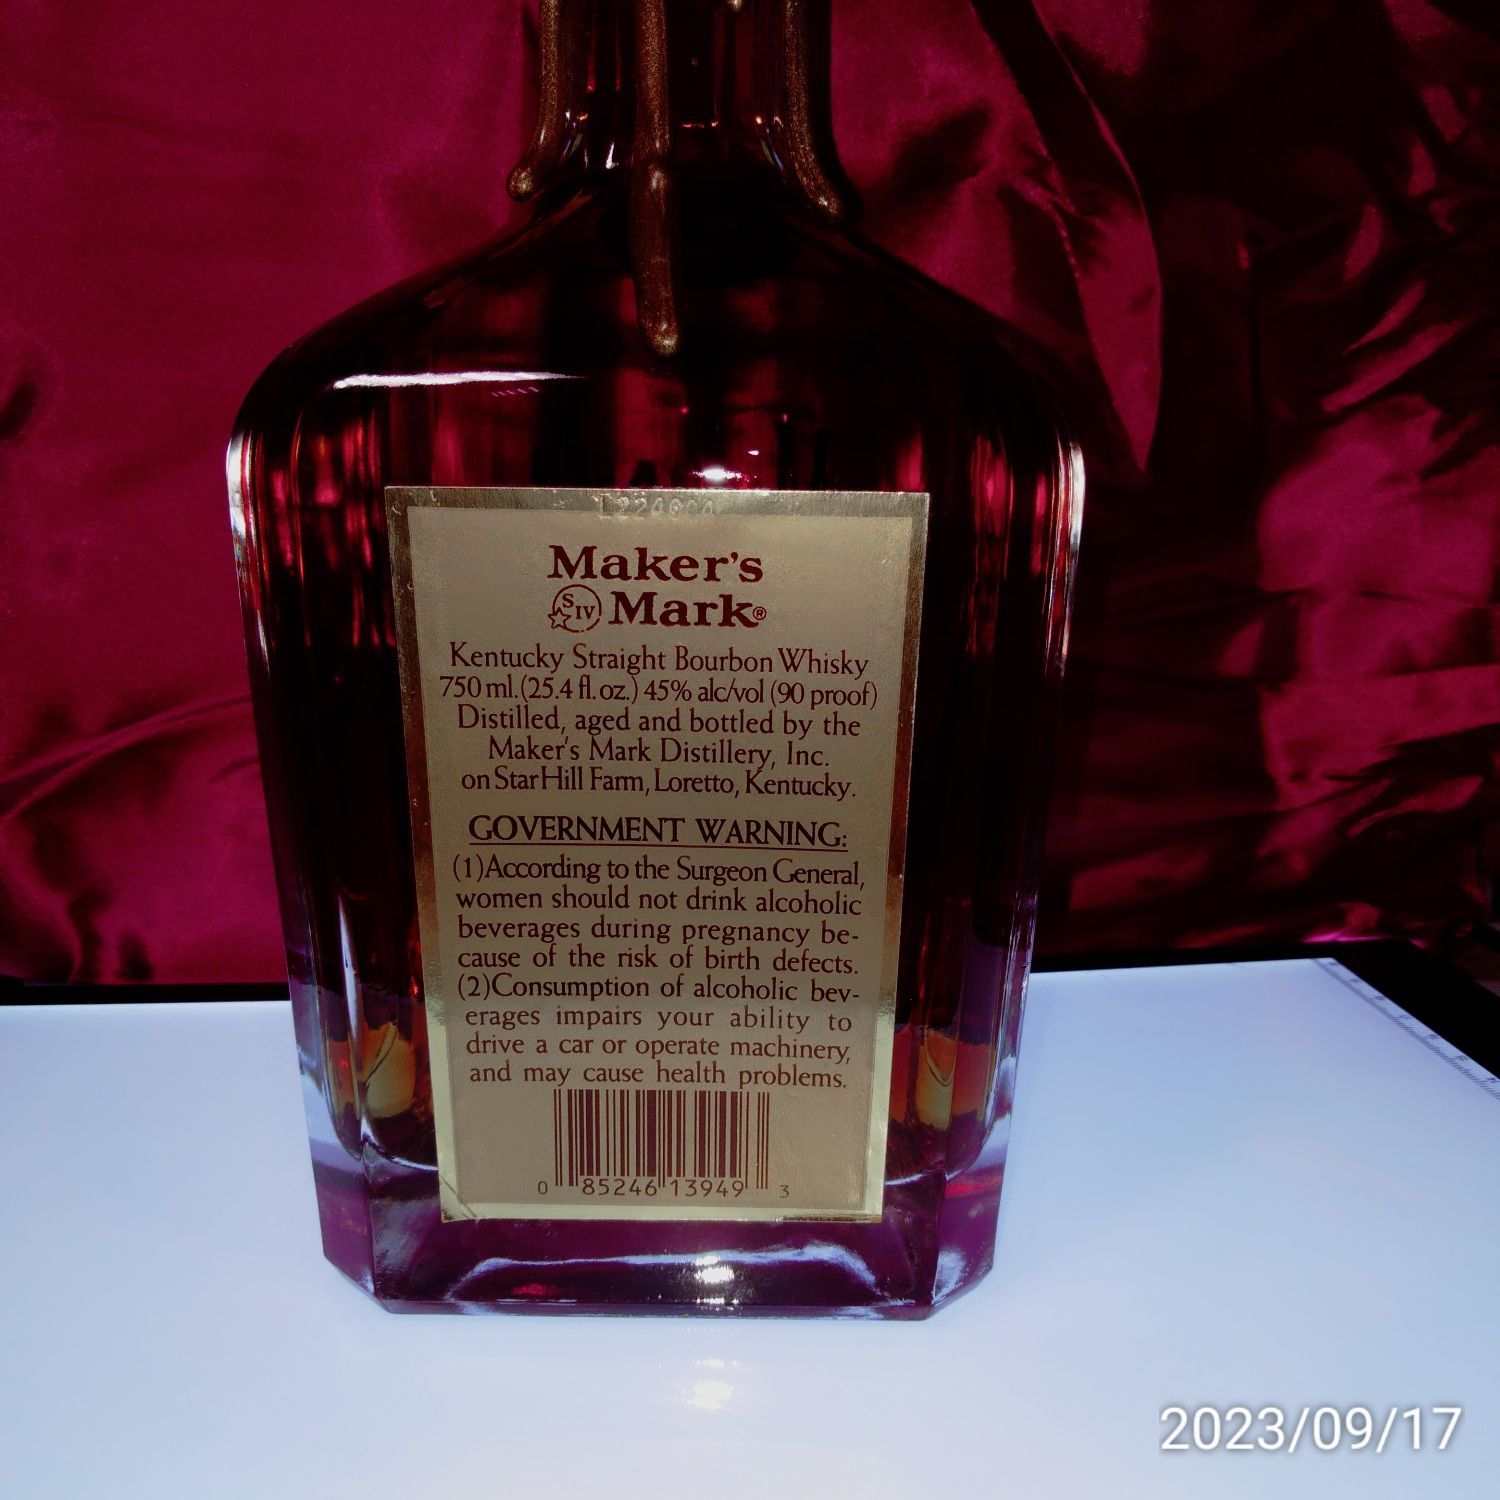 Maker's
SIV Mark®
Kentucky Straight Bourbon Whisky
750 ml. (25.4 fl. oz.) 45% alc/vol (90 proof)
Distilled, aged and bottled by the
Maker's Mark Distillery, Inc.
on Star Hill Farm, Loretto, Kentucky.
GOVERNMENT WARNING:
(1) According to the Surgeon General,
women should not drink alcoholic
beverages during pregnancy be-
cause of the risk of birth defects.
(2) Consumption of alcoholic bev-
erages impairs your ability to
drive a car or operate machinery,
and may cause health problems.
0 85246 13949 3
2023/09/17